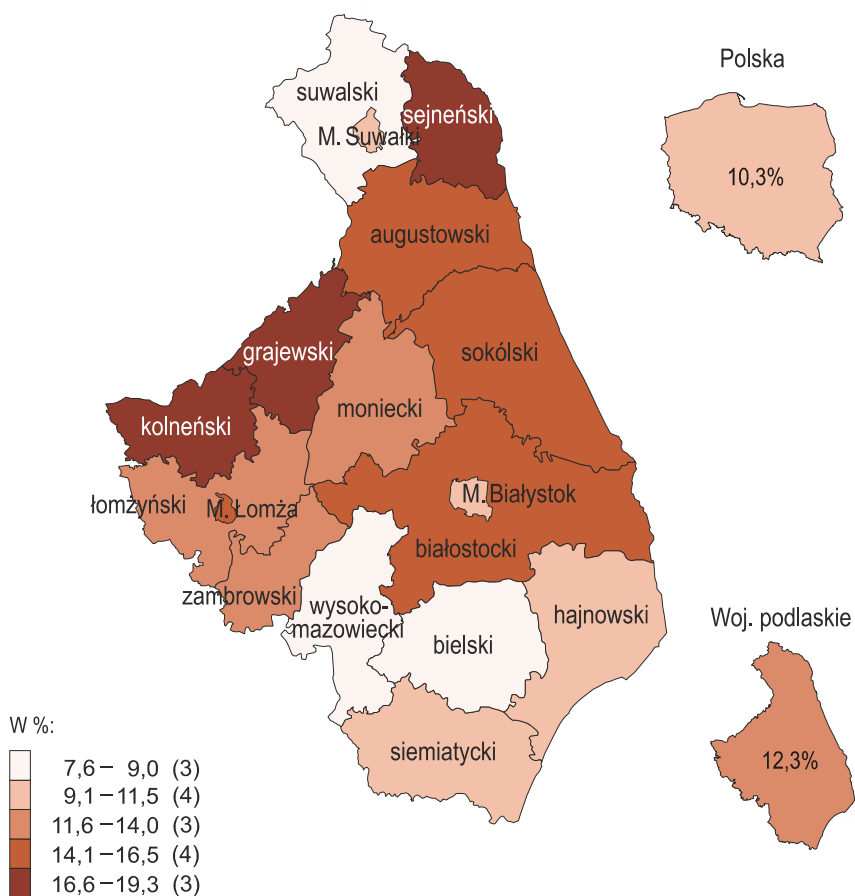 suwalski
sejneński
M. Suwałki
augustowski
grajewski
sokólski
moniecki
kolneński
łomżyński
M. Łomża
M. Białystok
białostocki
zambrowski
wysoko-
mazowiecki
bielski
hajnowski
siemiatycki
Polska
10,3%
Woj. podlaskie
12,3%
W %:
7,6 – 9,0 (3)
9,1 – 11,5 (4)
11,6 – 14,0 (3)
14,1 – 16,5 (4)
16,6 – 19,3 (3)